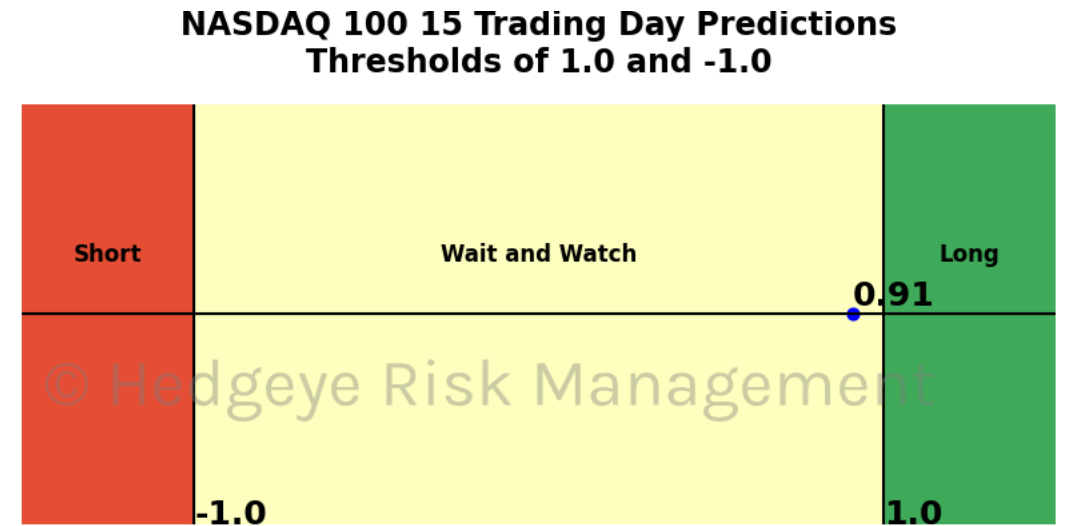 NASDAQ 100 15 Trading Day Predictions
Thresholds of 1.0 and -1.0
Short
Wait and Watch
Long
0.91
© Hedgeye Risk Management
-1.0
1.0